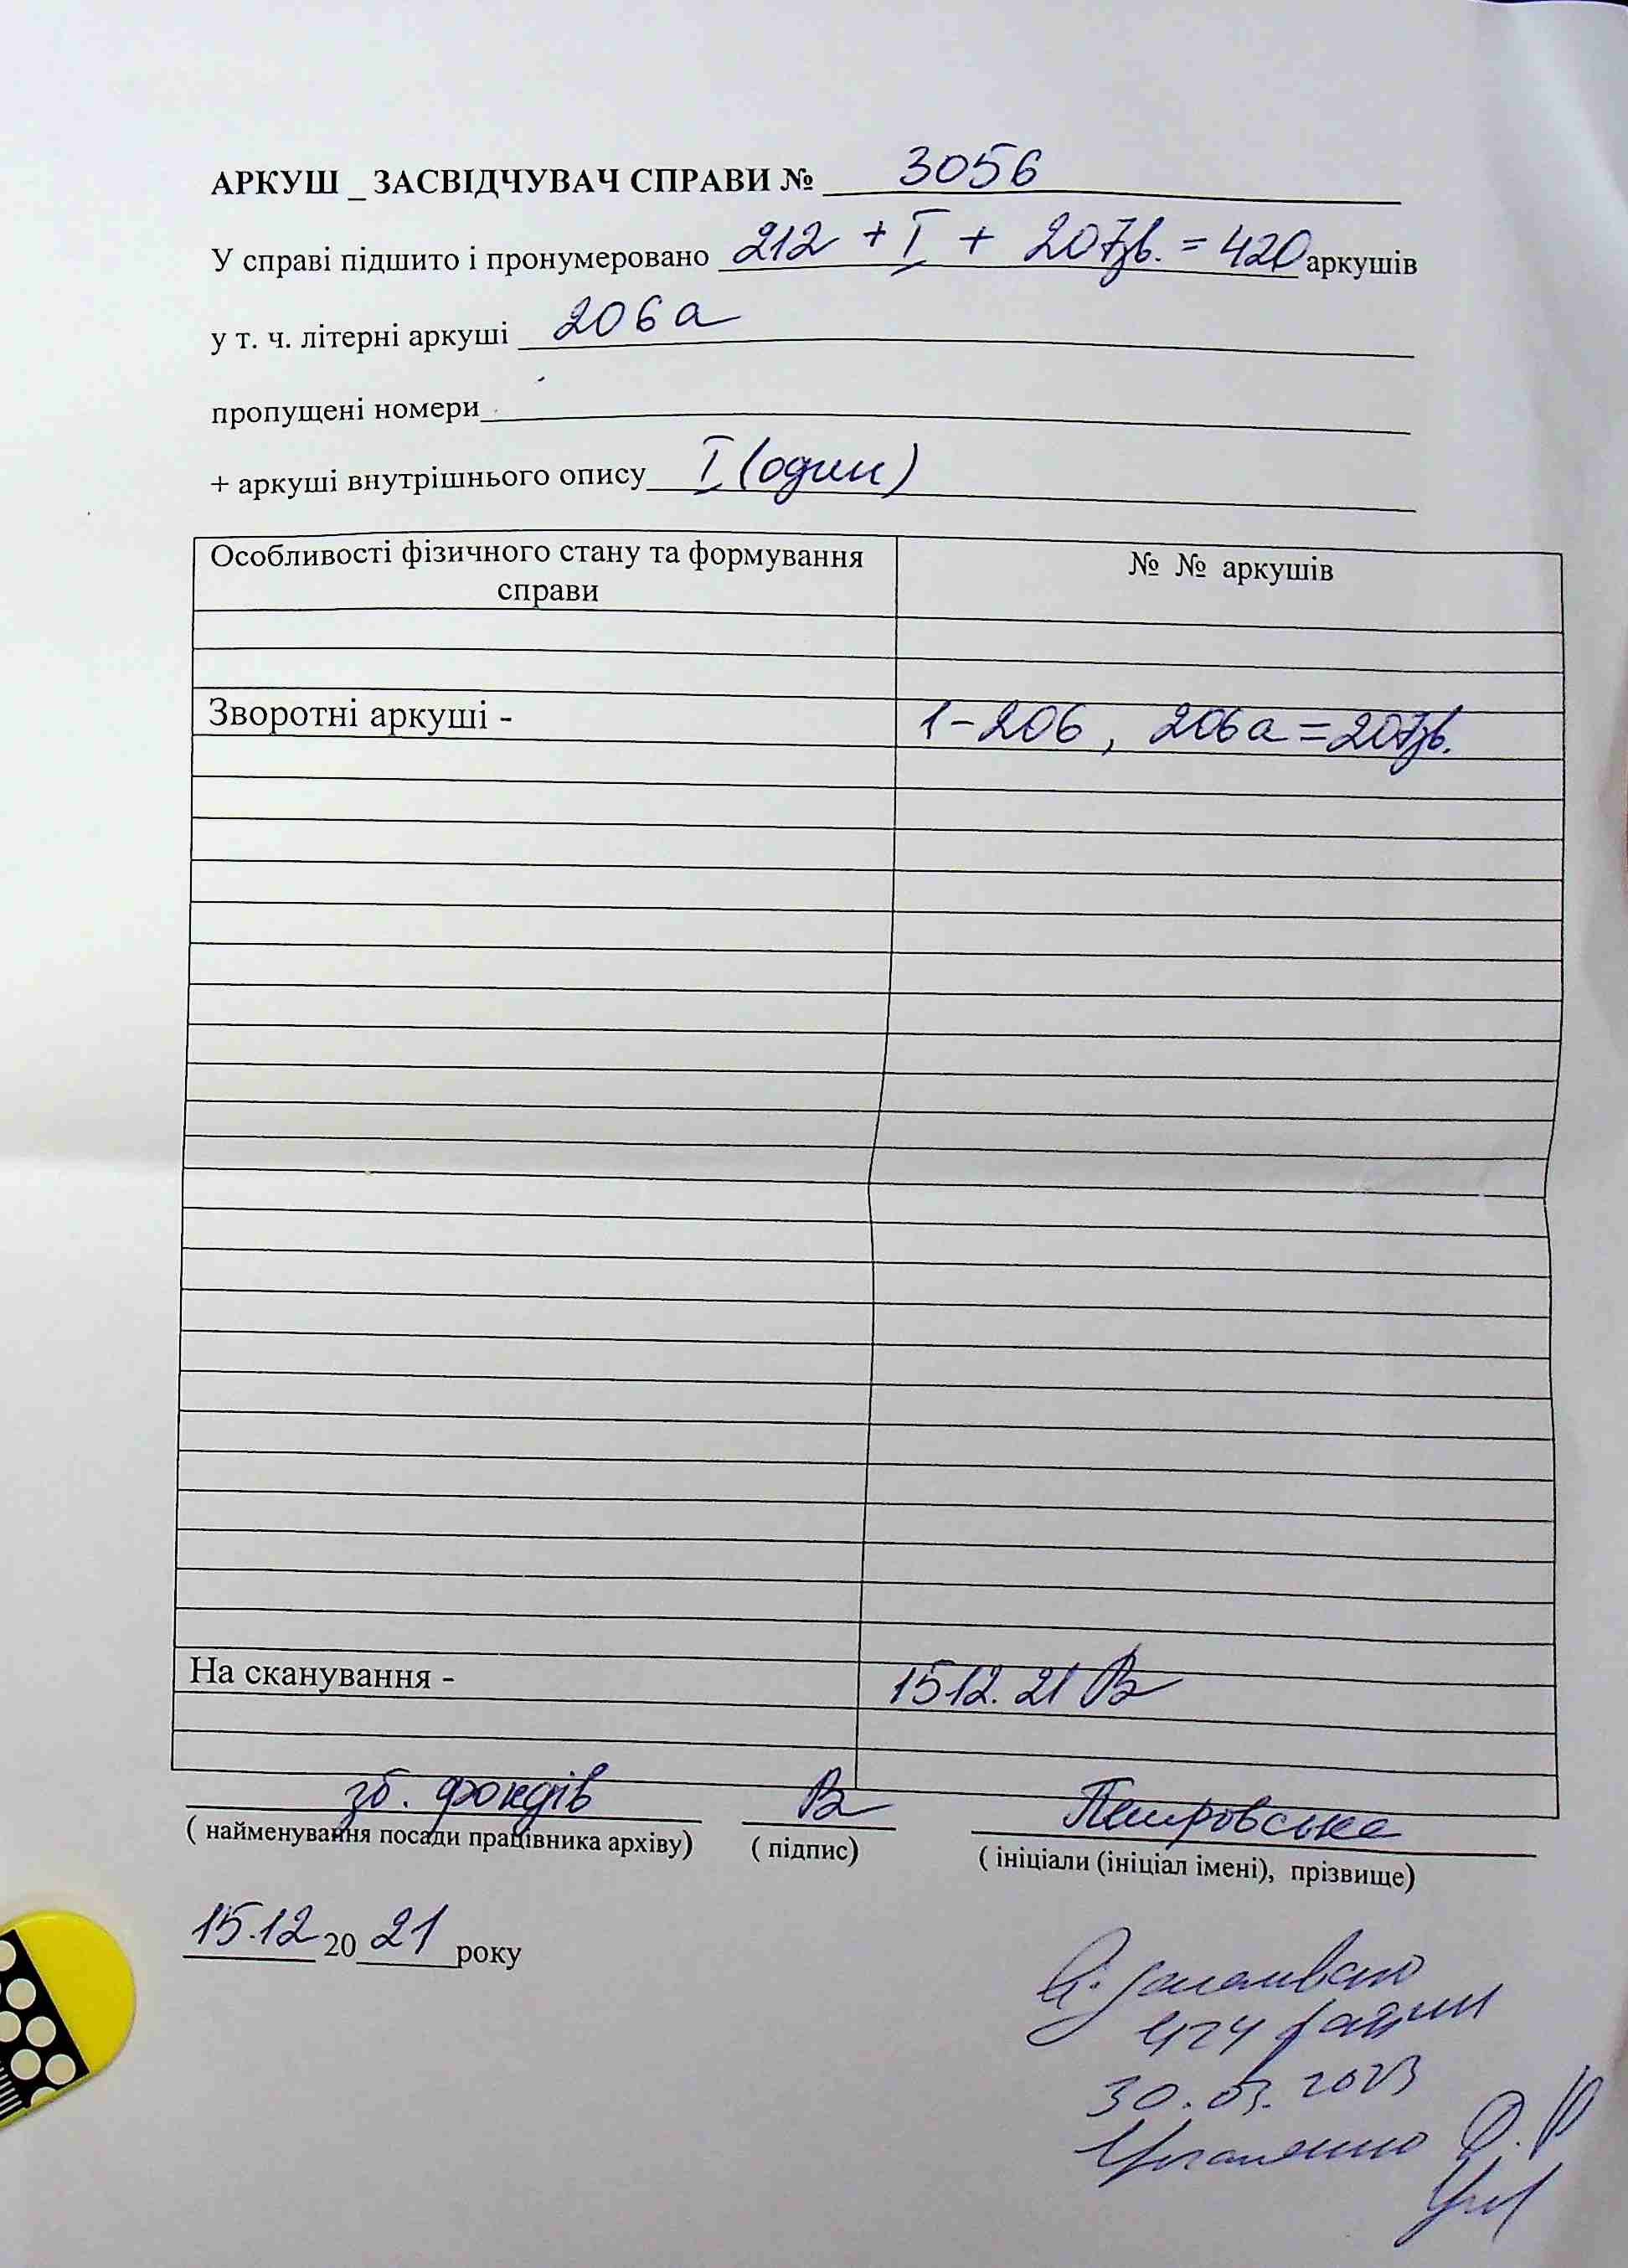 АРКУШ _ ЗАСВІДЧУВАЧ СПРАВИ № 3056
У справі підшито і пронумеровано 212 + I + 207зв. = 420 аркушів
у т. ч. літерні аркуші 206а
пропущені номери
+ аркуші внутрішнього опису I (один)
Особливості фізичного стану та формування справи № № аркушів
Зворотні аркуші - 1-206, 206а = 207зв.
На сканування - 15.12.21
зб. фондів Петровська
( найменування посади працівника архіву) ( підпис) ( ініціали (ініціал імені), прізвище)
15.12 20 21 року
424
30.03.2023